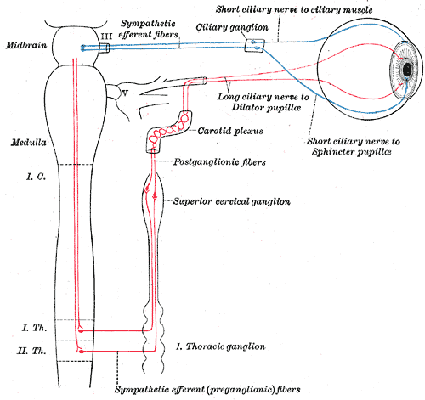 Short ciliary nerve to ciliary muscle
Sympathetic
efferent fibers
Ciliary ganglion
III
Midbrain
V
Long ciliary nerve to
Dilator pupillæ
Carotid plexus
Medulla
Short ciliary nerve to
Sphincter pupillæ
Postganglionic fibers
I. C.
Superior cervical ganglion
I. Th.
II. Th.
I. Thoracic ganglion
Sympathetic efferent (preganglionic) fibers